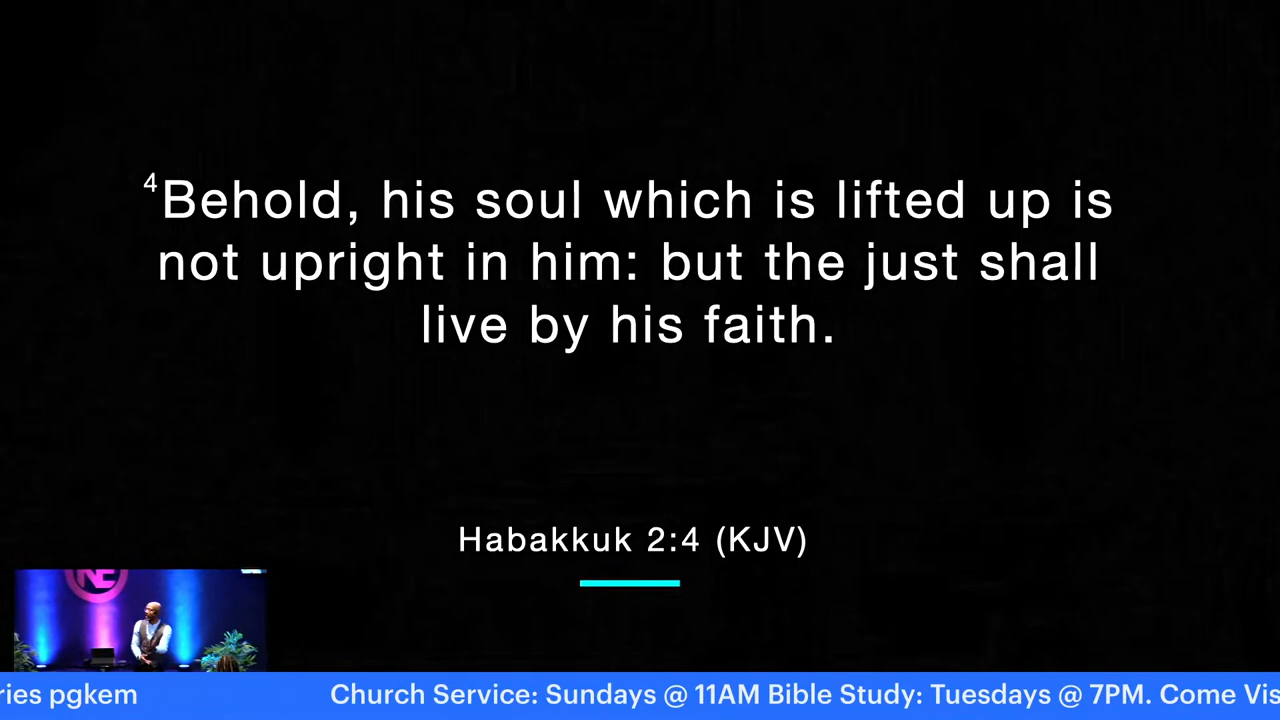 ⁴Behold, his soul which is lifted up is
not upright in him: but the just shall
live by his faith.
Habakkuk 2:4 (KJV)
NE
ries pgkem Church Service: Sundays @ 11AM Bible Study: Tuesdays @ 7PM. Come Vis